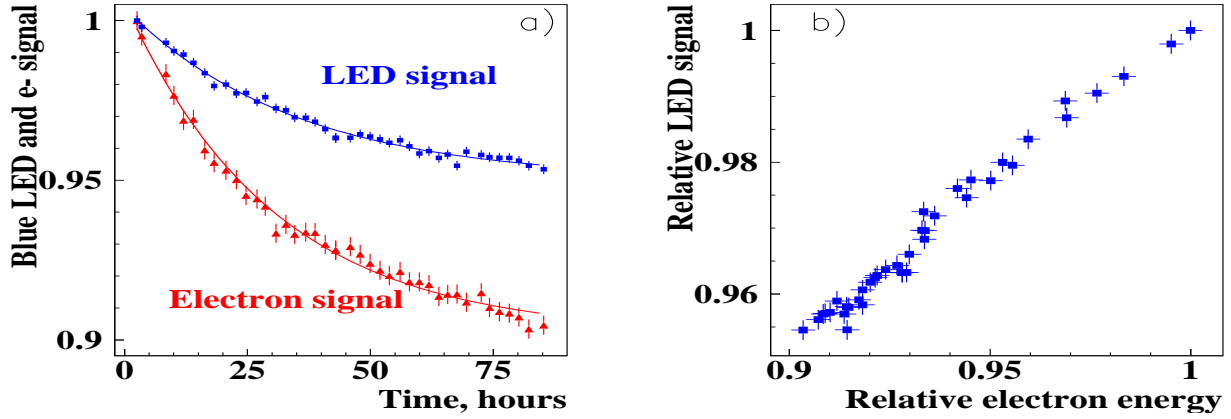 Blue LED and e- signal
1
0.95
0.9
a)
LED signal
Electron signal
0
25
50
75
Time, hours
Relative LED signal
1
0.98
0.96
b)
0.9
0.95
1
Relative electron energy